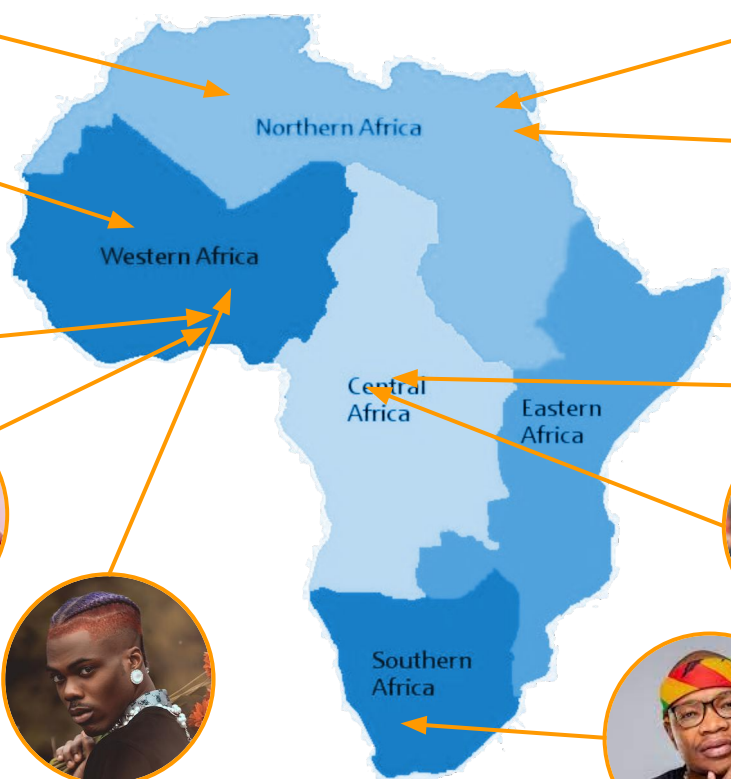 Northern Africa
Western Africa
Central
Africa
Eastern
Africa
Southern
Africa